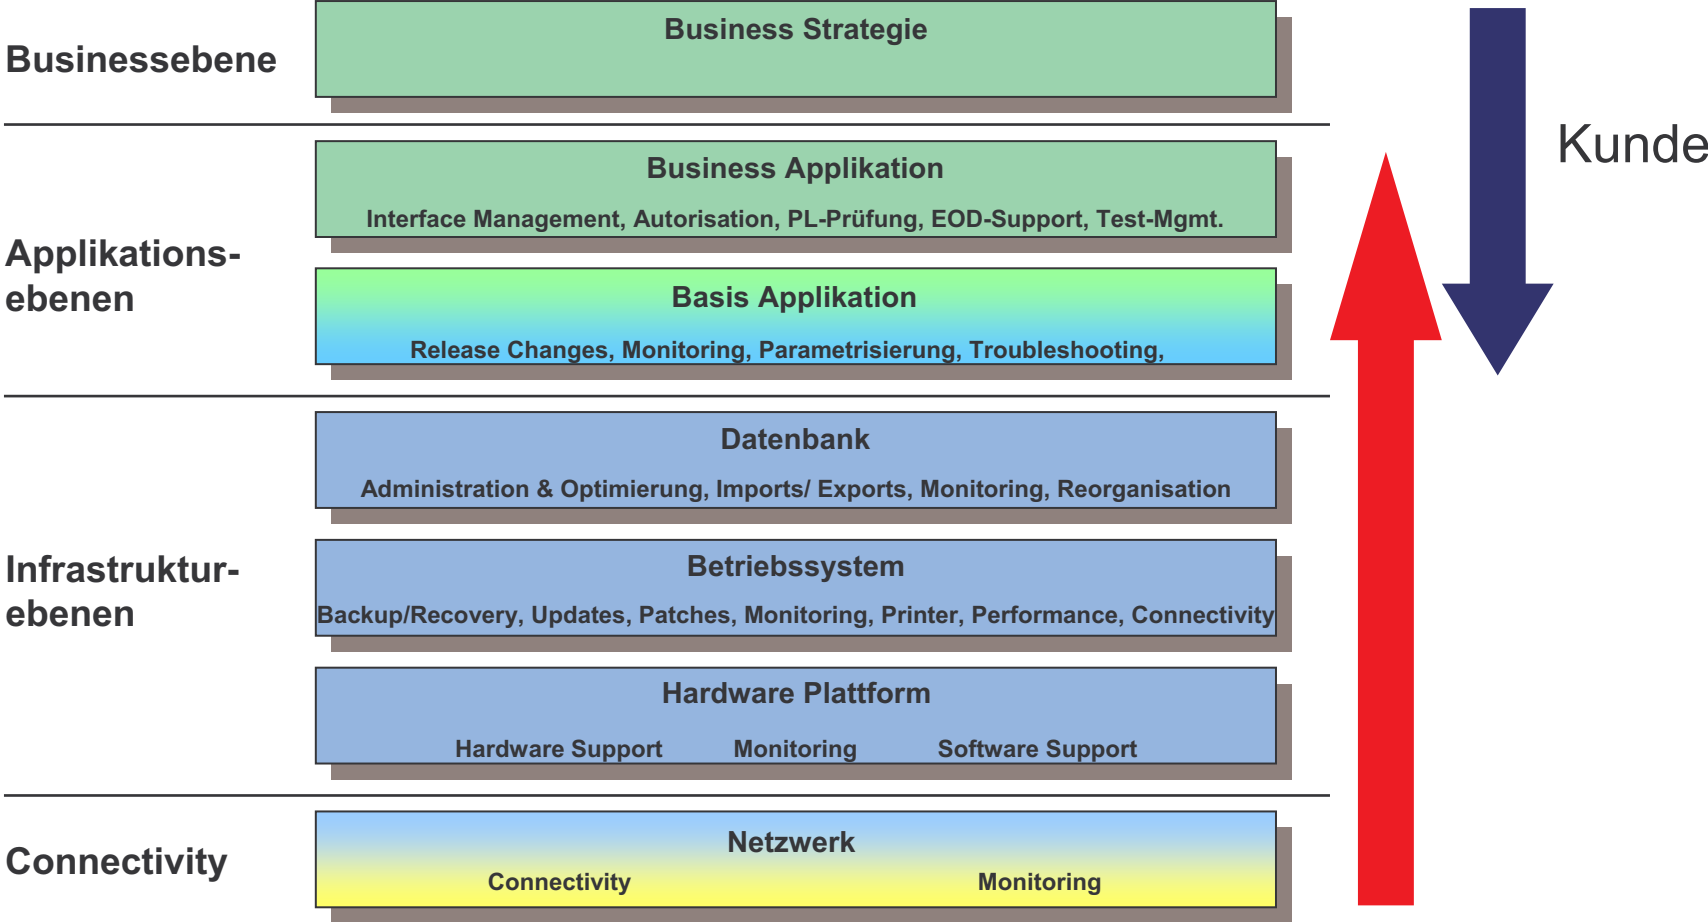 Business Strategie
Businessebene
Kunde
Business Applikation
Interface Management, Autorisation, PL-Prüfung, EOD-Support, Test-Mgmt.
Applikations-
ebenen
Basis Applikation
Release Changes, Monitoring, Parametrisierung, Troubleshooting,
Datenbank
Administration & Optimierung, Imports/ Exports, Monitoring, Reorganisation
Infrastruktur-
ebenen
Betriebssystem
Backup/Recovery, Updates, Patches, Monitoring, Printer, Performance, Connectivity
Hardware Plattform
Hardware Support Monitoring Software Support
Connectivity
Netzwerk
Connectivity Monitoring